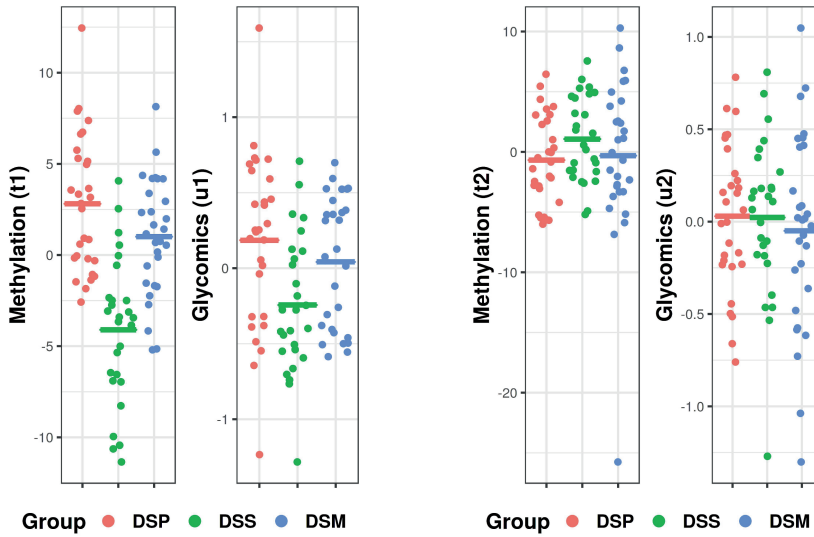 Methylation (t1)
10
5
0
-5
-10
Glycomics (u1)
1
0
-1
Methylation (t2)
10
0
-10
-20
Glycomics (u2)
1.0
0.5
0.0
-0.5
-1.0
Group DSP DSS DSM
Group DSP DSS DSM